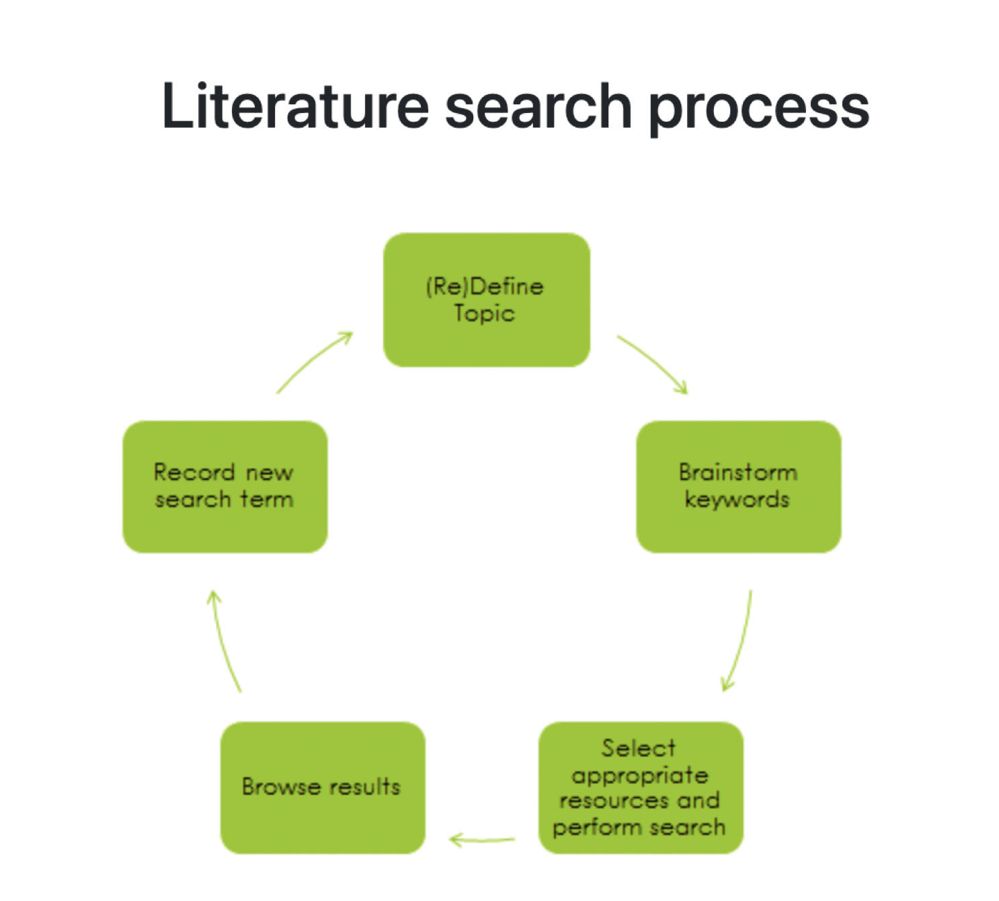 Literature search process
(Re)Define
Topic
Brainstorm
keywords
Select
appropriate
resources and
perform search
Browse results
Record new
search term